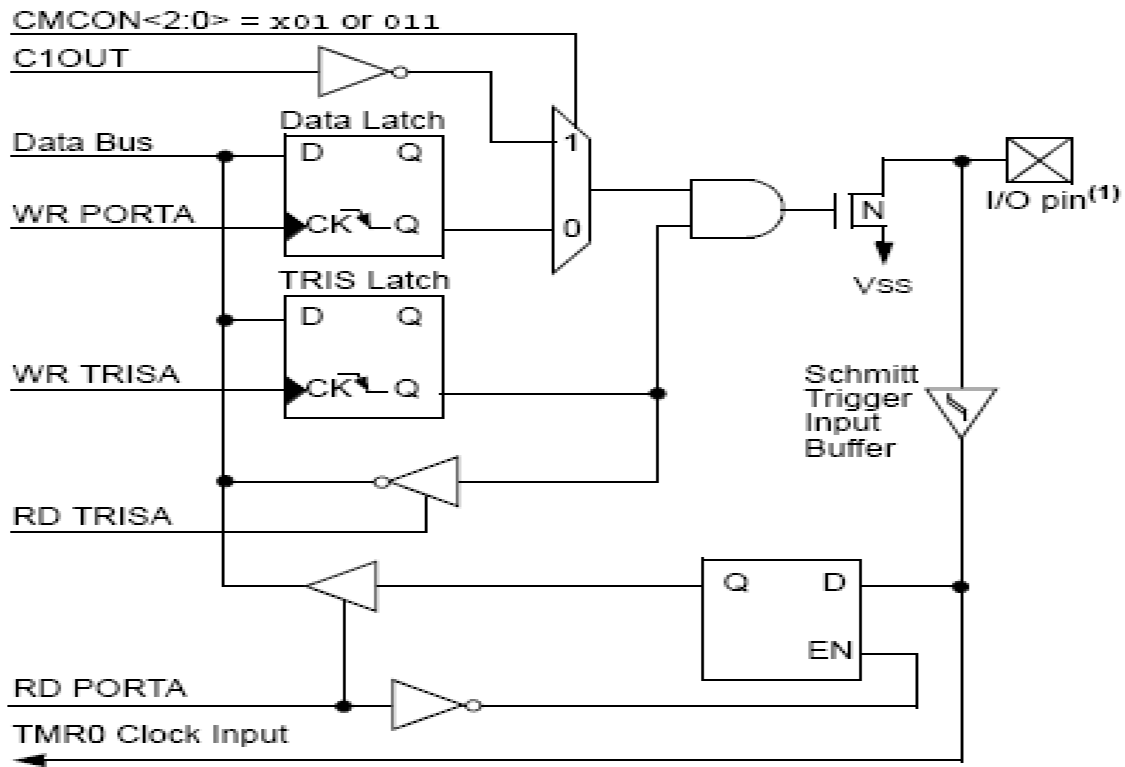 CMCON<2:0> = x01 or 011
C1OUT
Data Latch
Data Bus
D Q
1
WR PORTA
CK Q
0
N
I/O pin(1)
VSS
TRIS Latch
D Q
WR TRISA
CK Q
Schmitt
Trigger
Input
Buffer
RD TRISA
Q D
EN
RD PORTA
TMR0 Clock Input